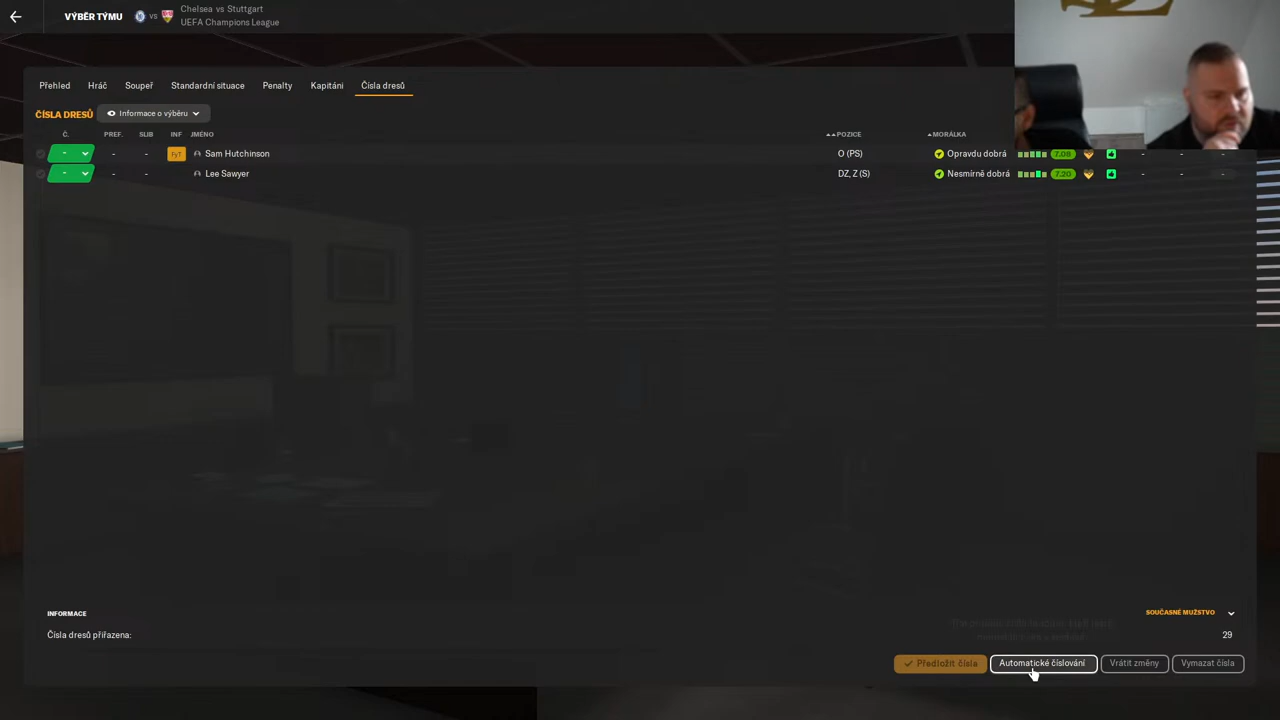 VÝBĚR TÝMU
VS
Chelsea vs Stuttgart
UEFA Champions League
Přehled Hráč Soupeř Standardní situace Penalty Kapitáni Čísla dresů
ČÍSLA DRESŮ Informace o výběru
Č. PREF. SLIB INF JMÉNO POZICE MORÁLKA
- - - FyT Sam Hutchinson O (PS) Opravdu dobrá 7.08 - - -
- - - Lee Sawyer DZ, Z (S) Nesmírně dobrá 7.20 - - -
INFORMACE SOUČASNÉ MUŽSTVO
Čísla dresů přiřazena: 29
Předložit čísla Automatické číslování Vrátit změny Vymazat čísla